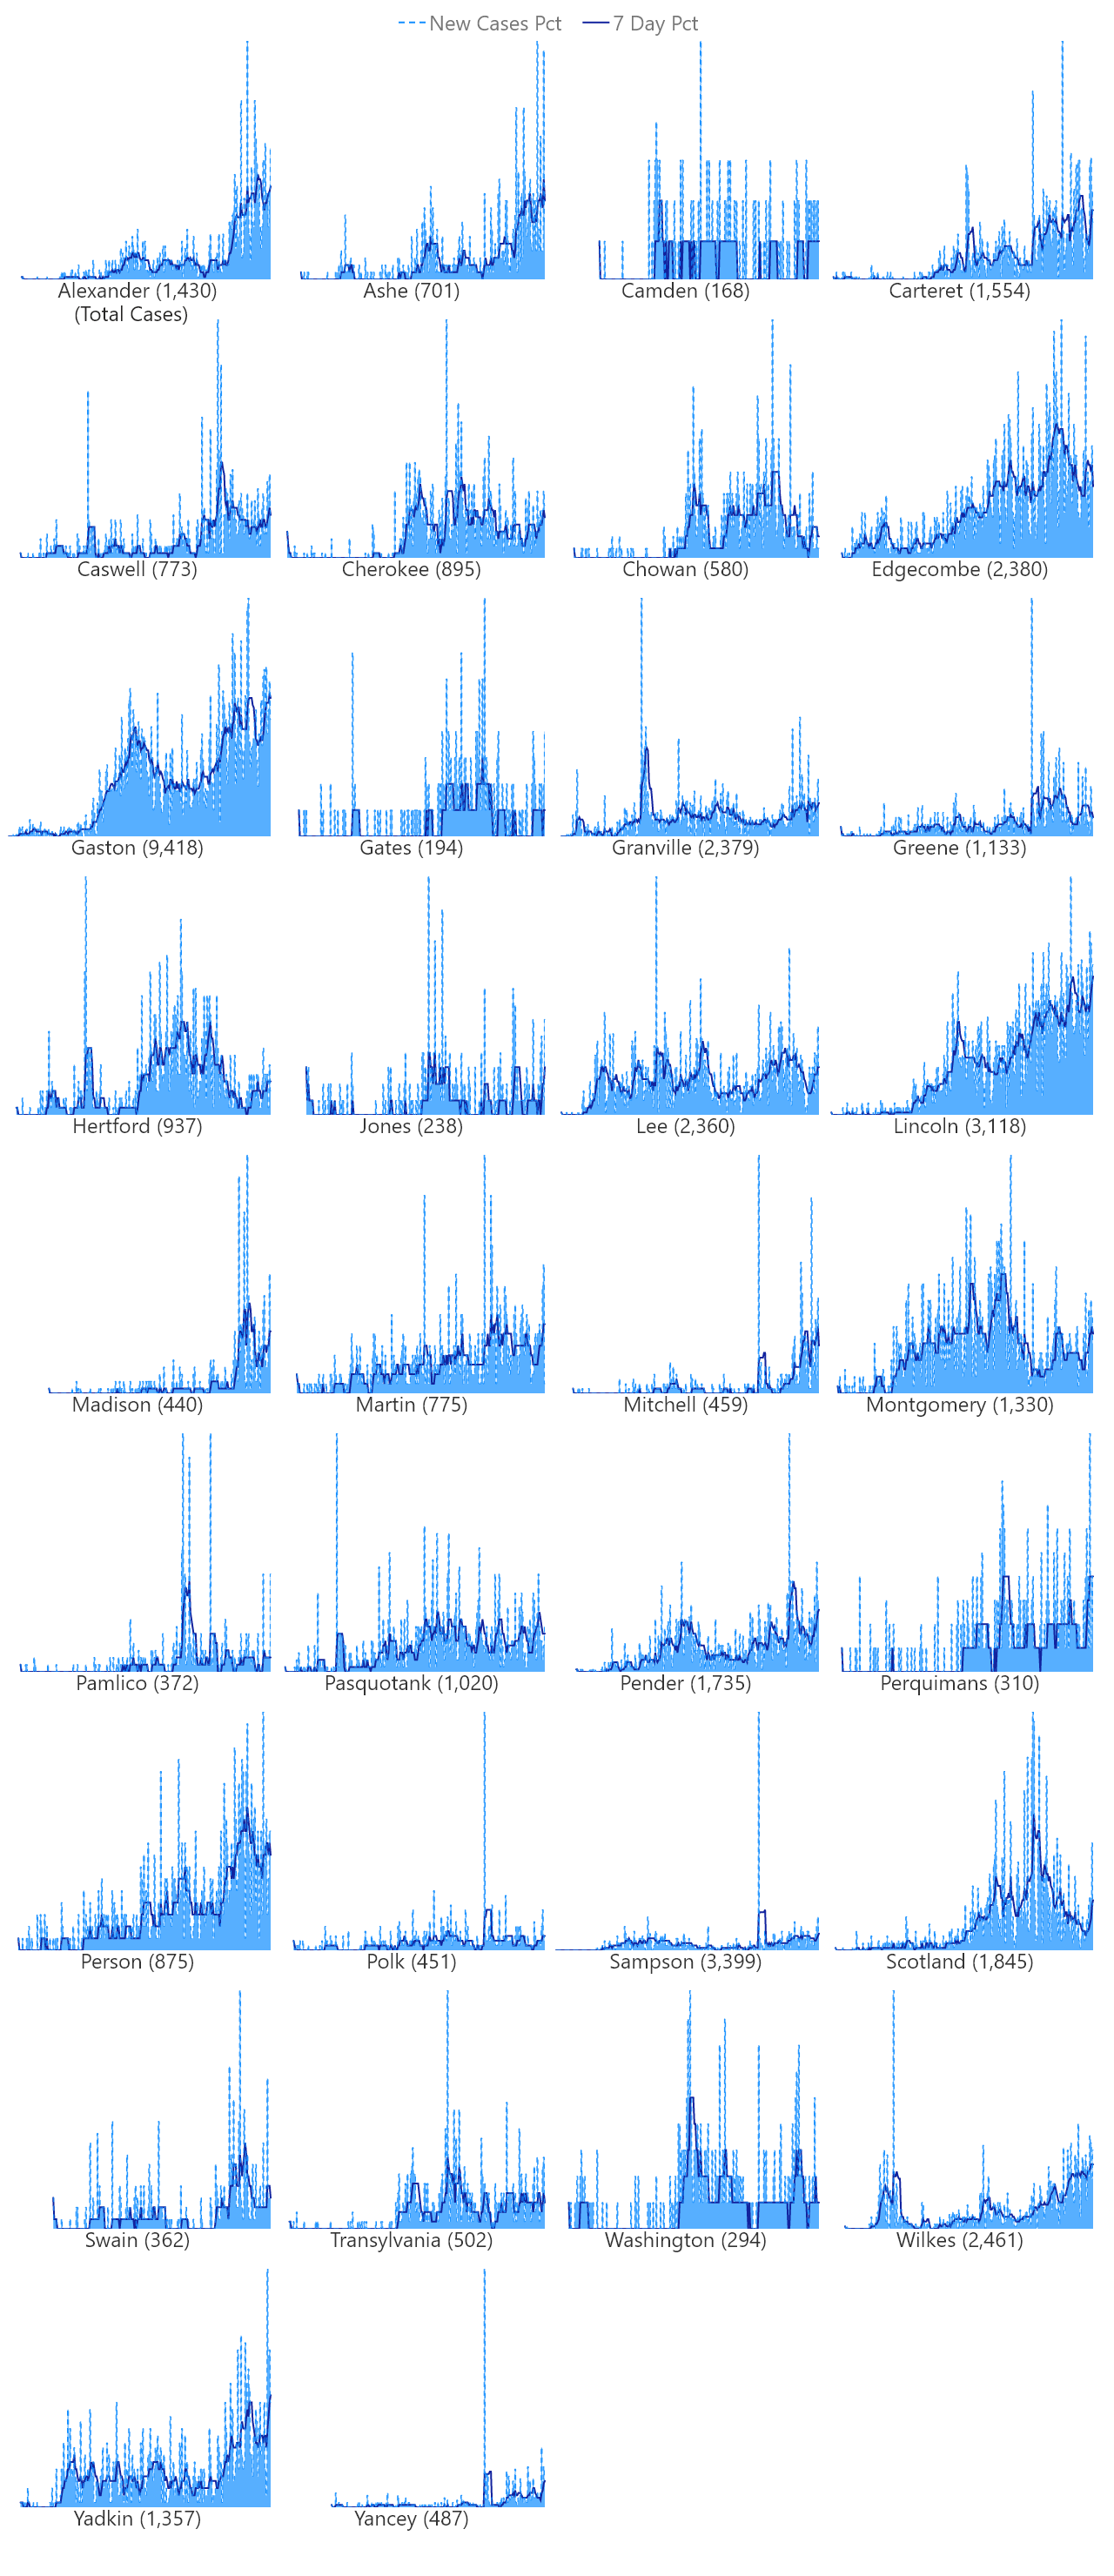 New Cases Pct 7 Day Pct
Alexander (1,430) Ashe (701) Camden (168) Carteret (1,554)
(Total Cases)
Caswell (773) Cherokee (895) Chowan (580) Edgecombe (2,380)
Gaston (9,418) Gates (194) Granville (2,379) Greene (1,133)
Hertford (937) Jones (238) Lee (2,360) Lincoln (3,118)
Madison (440) Martin (775) Mitchell (459) Montgomery (1,330)
Pamlico (372) Pasquotank (1,020) Pender (1,735) Perquimans (310)
Person (875) Polk (451) Sampson (3,399) Scotland (1,845)
Swain (362) Transylvania (502) Washington (294) Wilkes (2,461)
Yadkin (1,357) Yancey (487)